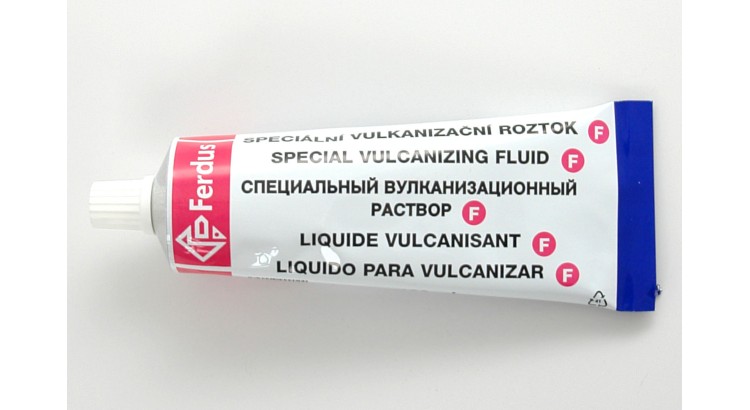 Ferdus
SPECIÁLNÍ VULKANIZAČNÍ ROZTOK F
SPECIAL VULCANIZING FLUID F
СПЕЦИАЛЬНЫЙ ВУЛКАНИЗАЦИОННЫЙ
РАСТВОР F
LIQUIDE VULCANISANT F
LIQUIDO PARA VULCANIZAR F